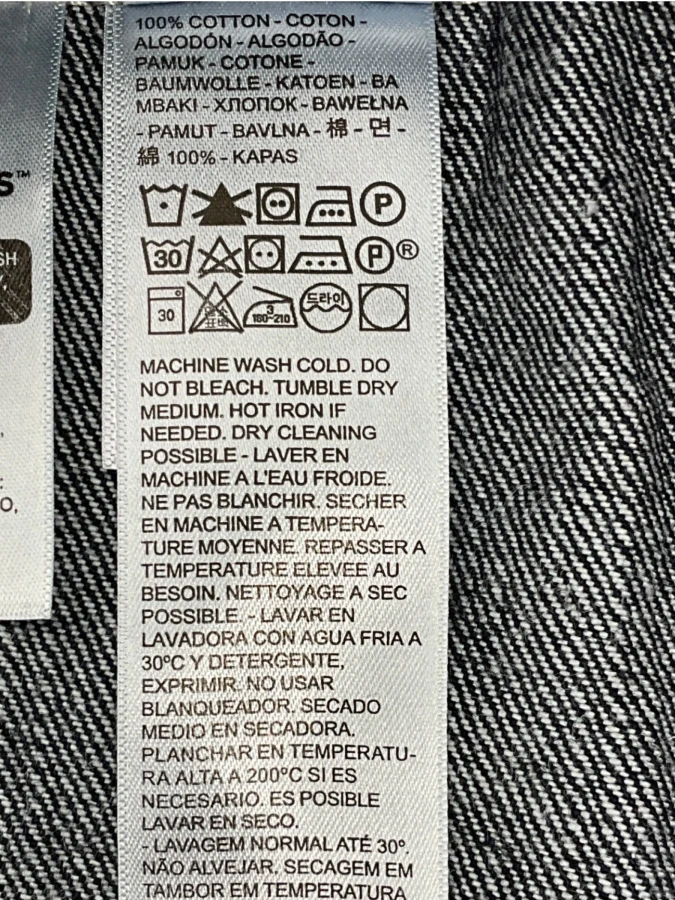 100% COTTON - COTON -
ALGODÓN - ALGODÃO -
PAMUK - COTONE -
BAUMWOLLE - KATOEN - BA
MBAKI - ХЛОПОК - BAWEŁNA
- PAMUT - BAVLNA - 棉 - 면 -
綿 100% - KAPAS
P
30 P ®
30 3 180~210 드라이
MACHINE WASH COLD. DO
NOT BLEACH. TUMBLE DRY
MEDIUM. HOT IRON IF
NEEDED. DRY CLEANING
POSSIBLE - LAVER EN
MACHINE A L'EAU FROIDE.
NE PAS BLANCHIR. SECHER
EN MACHINE A TEMPERA-
TURE MOYENNE. REPASSER A
TEMPERATURE ELEVEE AU
BESOIN. NETTOYAGE A SEC
POSSIBLE. - LAVAR EN
LAVADORA CON AGUA FRIA A
30ºC Y DETERGENTE,
EXPRIMIR. NO USAR
BLANQUEADOR. SECADO
MEDIO EN SECADORA.
PLANCHAR EN TEMPERATU-
RA ALTA A 200ºC SI ES
NECESARIO. ES POSIBLE
LAVAR EN SECO.
- LAVAGEM NORMAL ATÉ 30º.
NÃO ALVEJAR. SECAGEM EM
TAMBOR EM TEMPERATURA